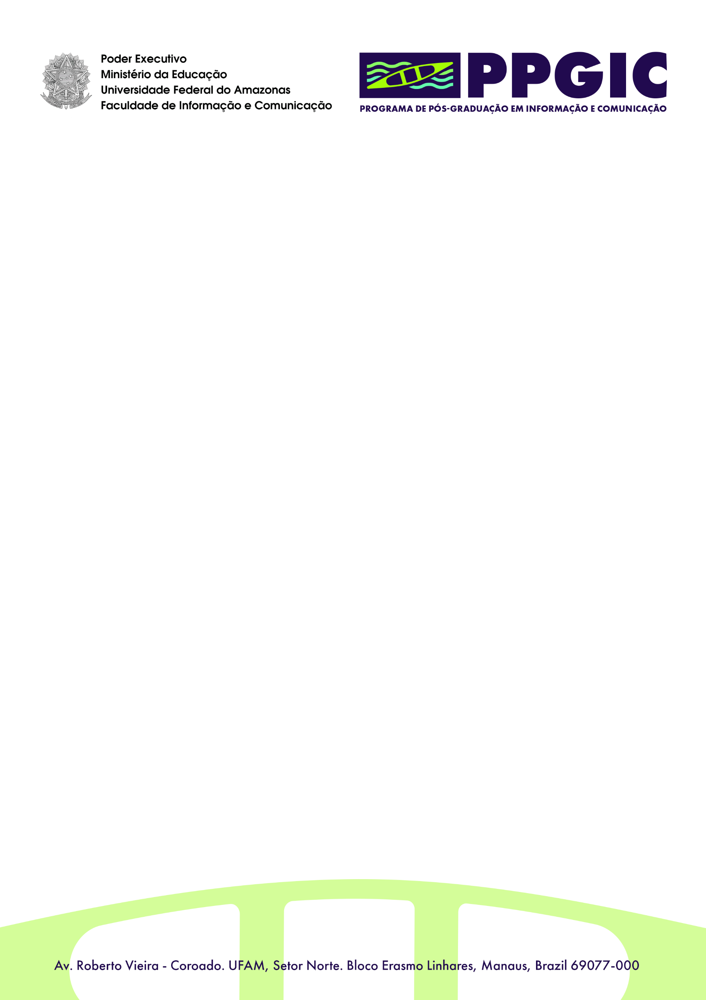 Poder Executivo
Ministério da Educação
Universidade Federal do Amazonas
Faculdade de Informação e Comunicação
PPGIC
PROGRAMA DE PÓS-GRADUAÇÃO EM INFORMAÇÃO E COMUNICAÇÃO
Av. Roberto Vieira - Coroado. UFAM, Setor Norte. Bloco Erasmo Linhares, Manaus, Brazil 69077-000